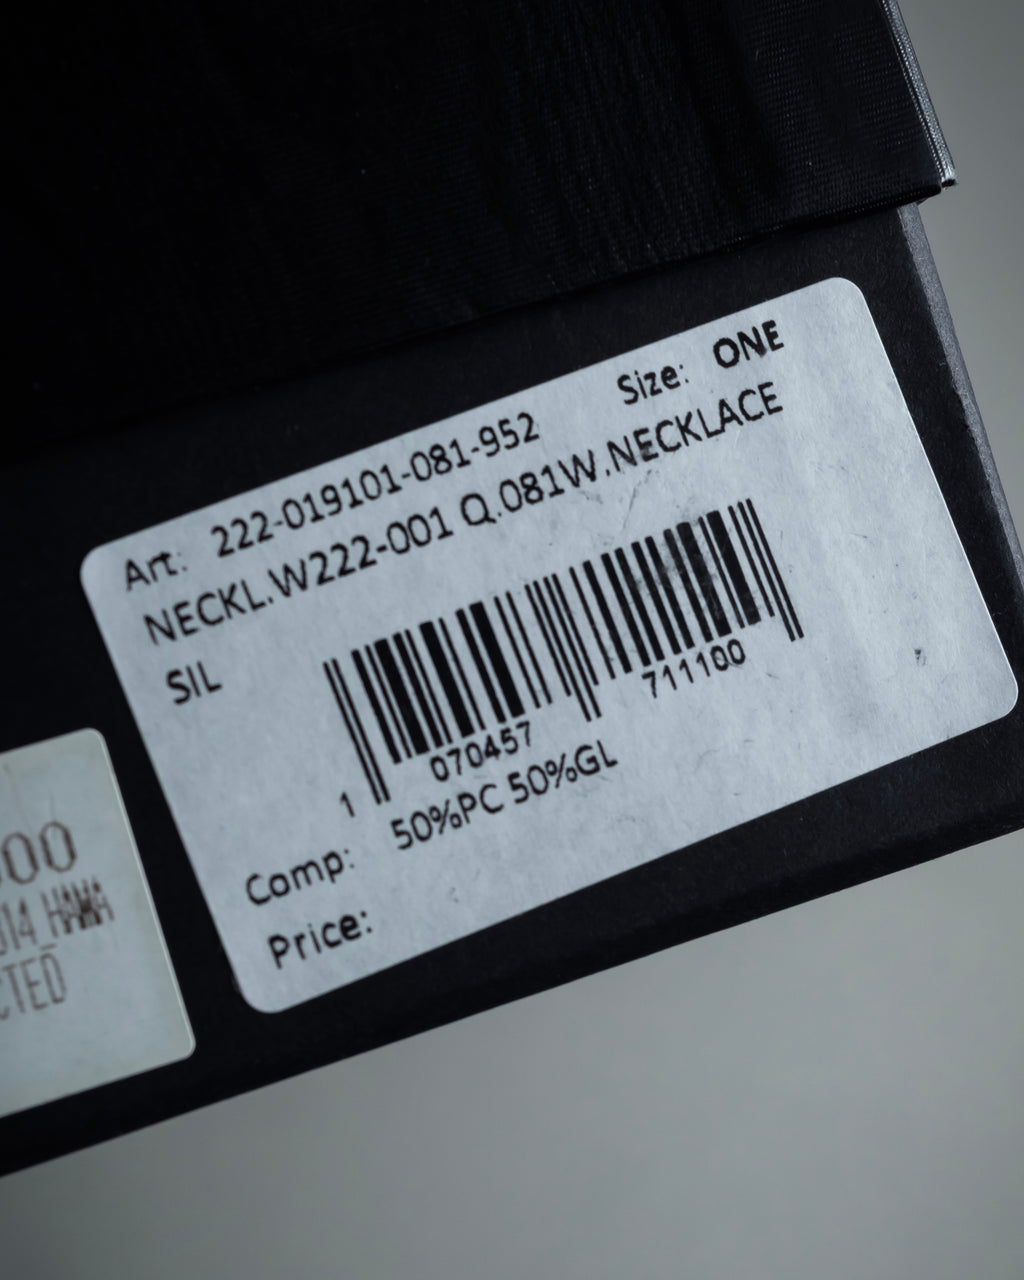 Art: 222-019101-081-952 Size: ONE
NECKL.W222-001 Q.081W.NECKLACE
SIL
1 070457 711100
Comp: 50%PC 50%GL
Price: